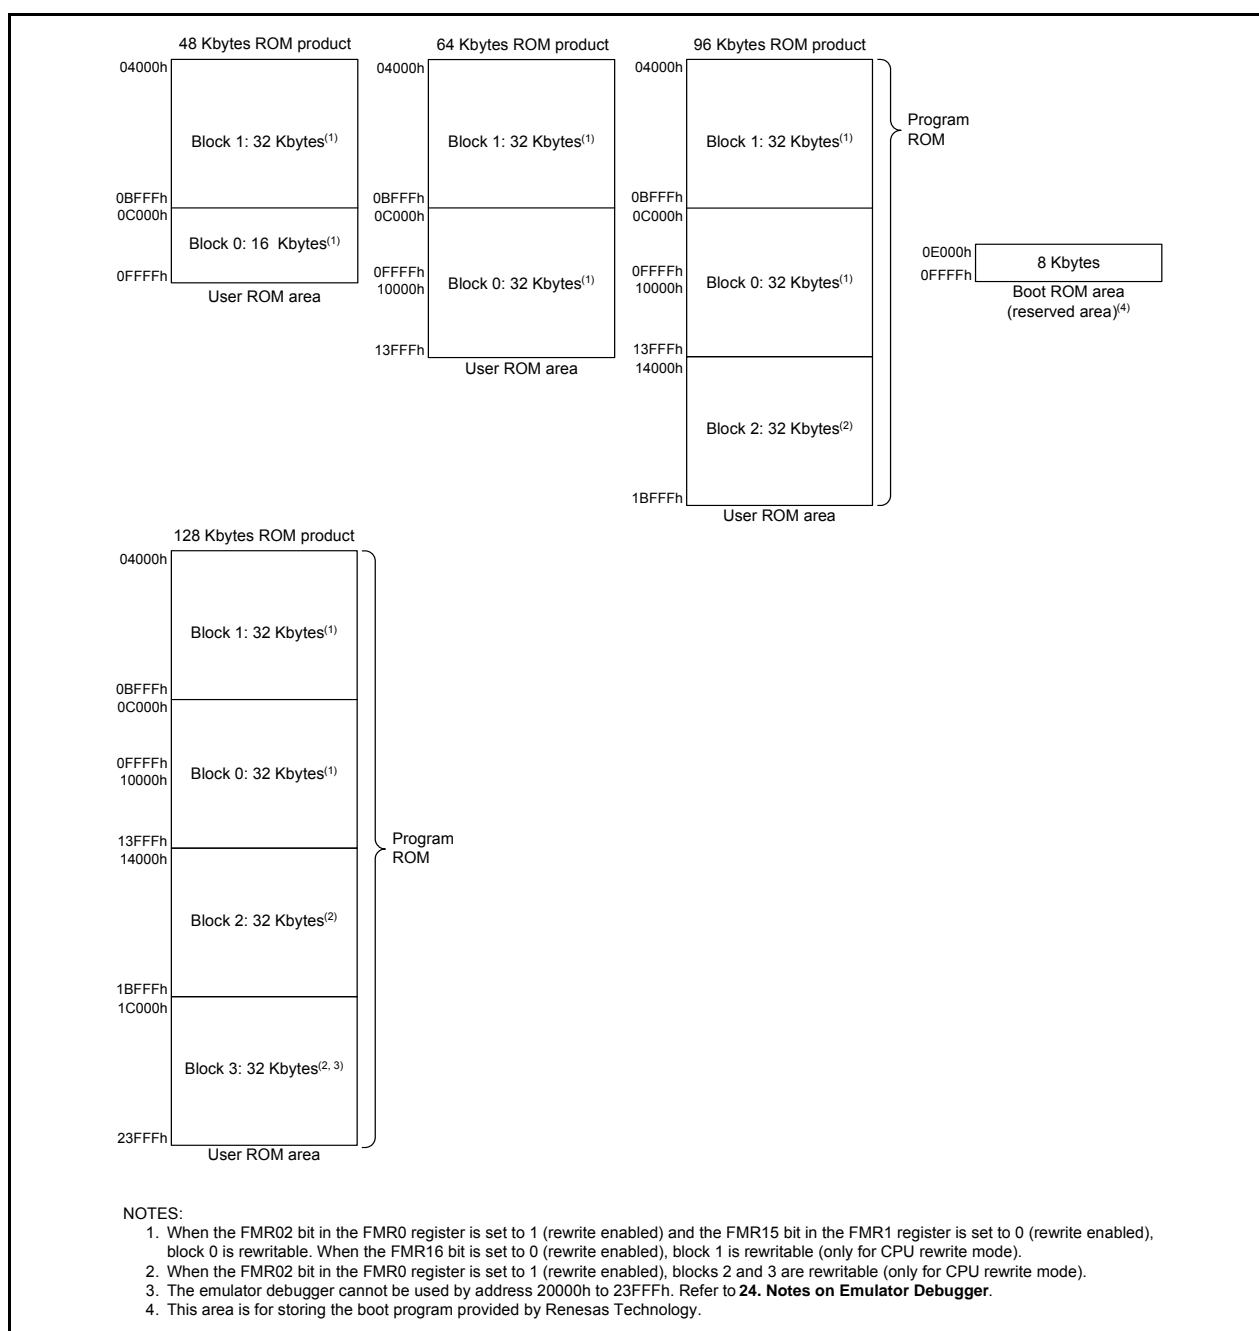 48 Kbytes ROM product
04000h
Block 1: 32 Kbytes(1)
0BFFFh
0C000h
Block 0: 16 Kbytes(1)
0FFFFh
User ROM area
64 Kbytes ROM product
04000h
Block 1: 32 Kbytes(1)
0BFFFh
0C000h
0FFFFh
10000h
Block 0: 32 Kbytes(1)
13FFFh
User ROM area
96 Kbytes ROM product
04000h
Block 1: 32 Kbytes(1)
0BFFFh
0C000h
0FFFFh
10000h
Block 0: 32 Kbytes(1)
13FFFh
14000h
Block 2: 32 Kbytes(2)
1BFFFh
User ROM area
Program
ROM
0E000h
0FFFFh
8 Kbytes
Boot ROM area
(reserved area)(4)
128 Kbytes ROM product
04000h
Block 1: 32 Kbytes(1)
0BFFFh
0C000h
0FFFFh
10000h
Block 0: 32 Kbytes(1)
13FFFh
14000h
Block 2: 32 Kbytes(2)
1BFFFh
1C000h
Block 3: 32 Kbytes(2, 3)
23FFFh
User ROM area
Program
ROM
NOTES:
1. When the FMR02 bit in the FMR0 register is set to 1 (rewrite enabled) and the FMR15 bit in the FMR1 register is set to 0 (rewrite enabled),
block 0 is rewritable. When the FMR16 bit is set to 0 (rewrite enabled), block 1 is rewritable (only for CPU rewrite mode).
2. When the FMR02 bit in the FMR0 register is set to 1 (rewrite enabled), blocks 2 and 3 are rewritable (only for CPU rewrite mode).
3. The emulator debugger cannot be used by address 20000h to 23FFFh. Refer to 24. Notes on Emulator Debugger.
4. This area is for storing the boot program provided by Renesas Technology.